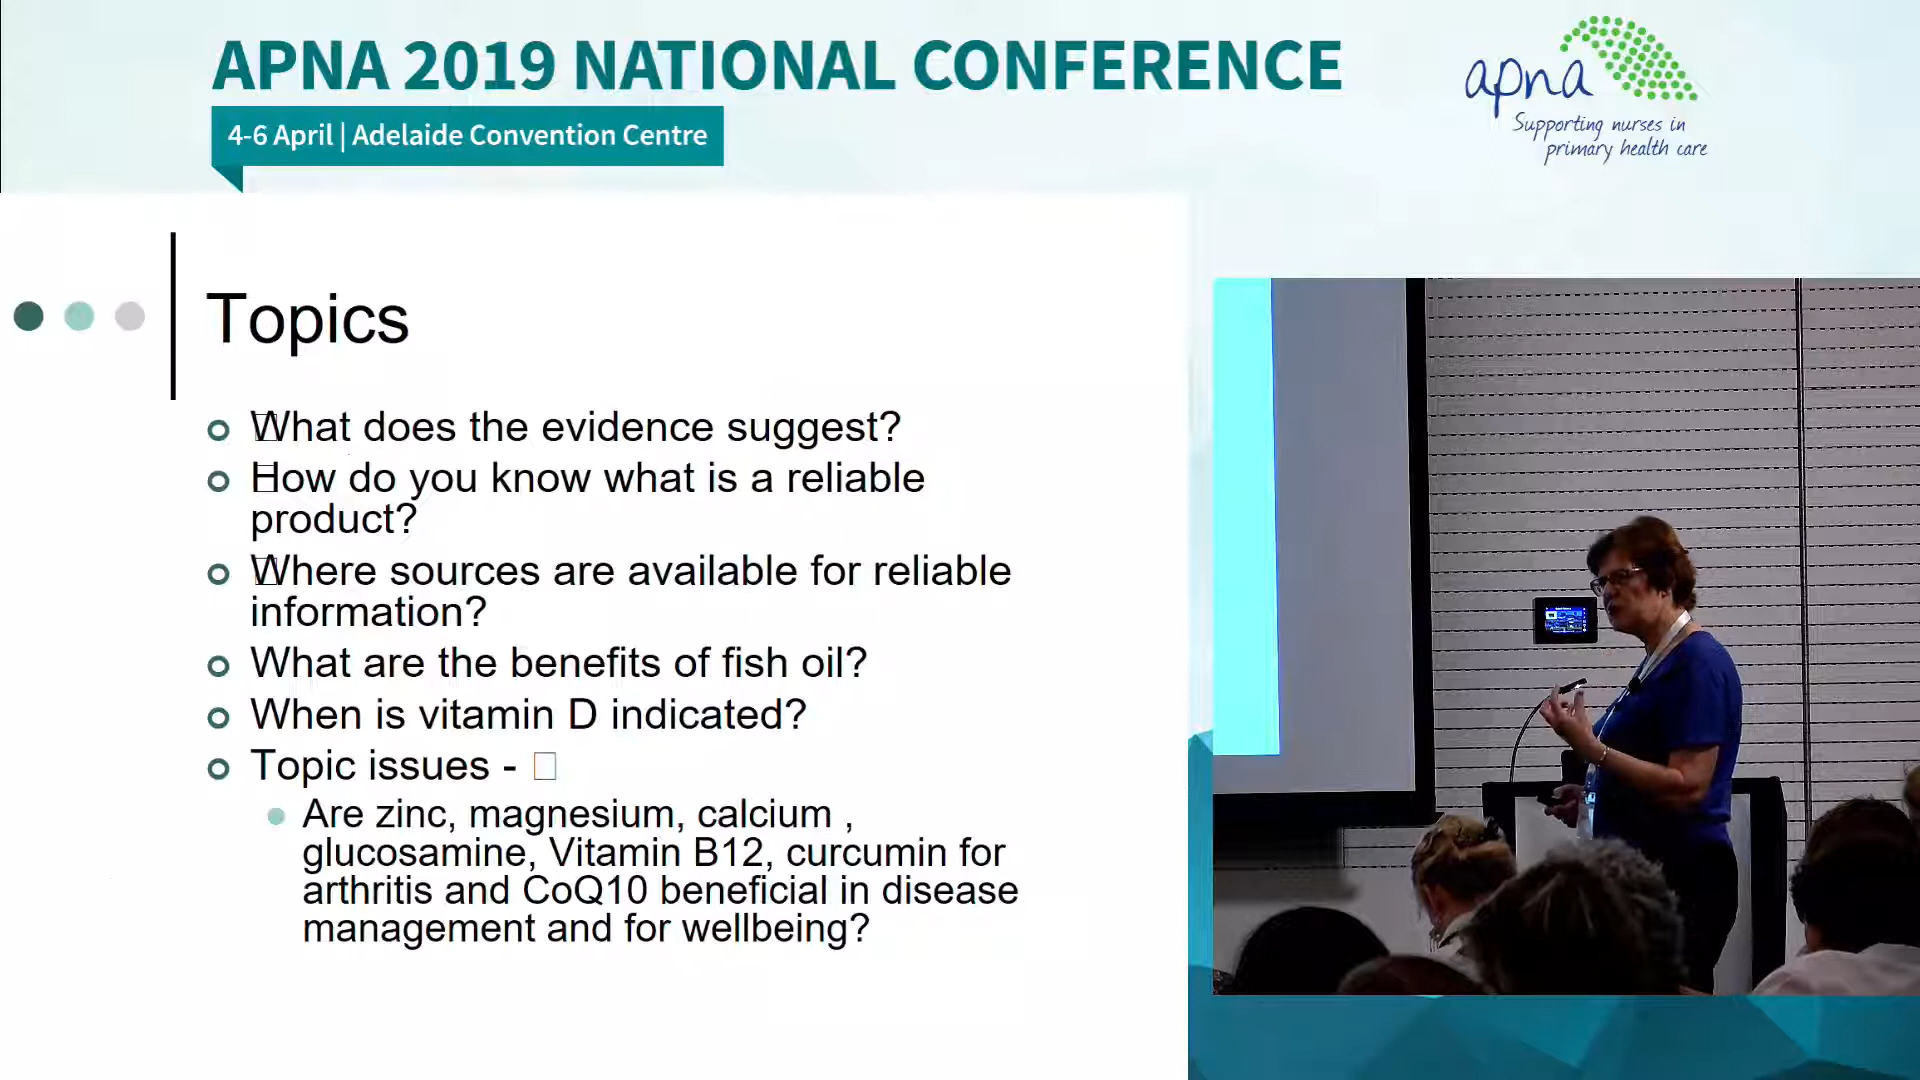 APNA 2019 NATIONAL CONFERENCE
4-6 April | Adelaide Convention Centre
apna
Supporting nurses in
primary health care
Topics
What does the evidence suggest?
How do you know what is a reliable
product?
Where sources are available for reliable
information?
What are the benefits of fish oil?
When is vitamin D indicated?
Topic issues -
Are zinc, magnesium, calcium ,
glucosamine, Vitamin B12, curcumin for
arthritis and CoQ10 beneficial in disease
management and for wellbeing?